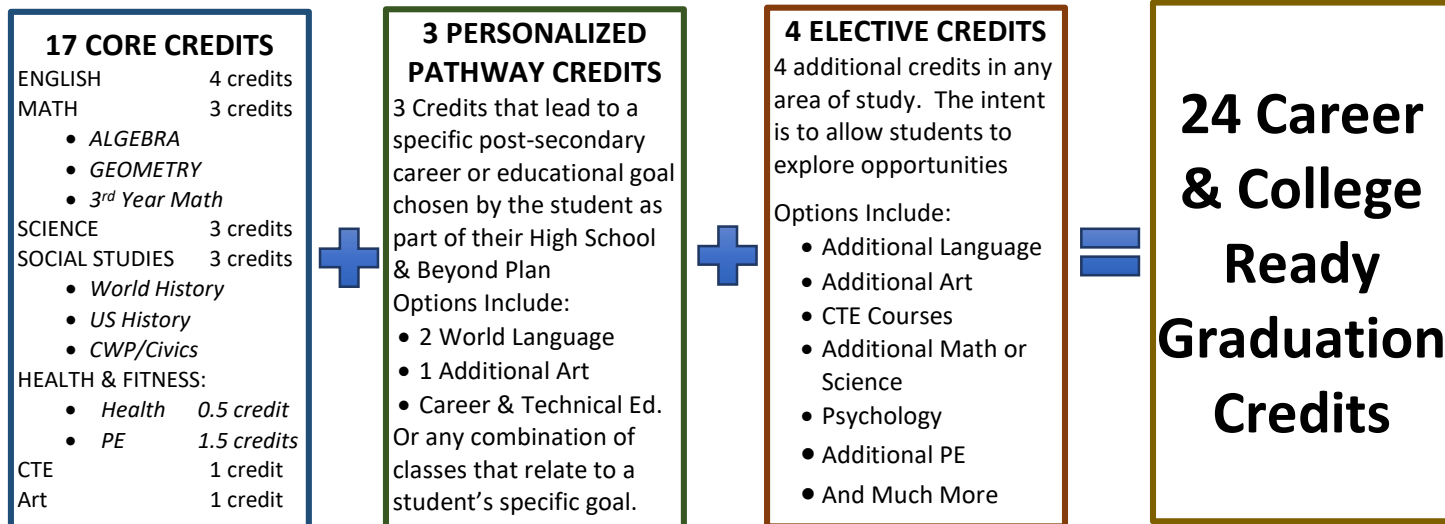 17 CORE CREDITS
ENGLISH 4 credits
MATH 3 credits
• ALGEBRA
• GEOMETRY
• 3rd Year Math
SCIENCE 3 credits
SOCIAL STUDIES 3 credits
• World History
• US History
• CWP/Civics
HEALTH & FITNESS:
• Health 0.5 credit
• PE 1.5 credits
CTE 1 credit
Art 1 credit
3 PERSONALIZED
PATHWAY CREDITS
3 Credits that lead to a
specific post-secondary
career or educational goal
chosen by the student as
part of their High School
& Beyond Plan
Options Include:
• 2 World Language
• 1 Additional Art
• Career & Technical Ed.
Or any combination of
classes that relate to a
student’s specific goal.
4 ELECTIVE CREDITS
4 additional credits in any
area of study. The intent
is to allow students to
explore opportunities
Options Include:
• Additional Language
• Additional Art
• CTE Courses
• Additional Math or
Science
• Psychology
• Additional PE
• And Much More
24 Career
& College
Ready
Graduation
Credits